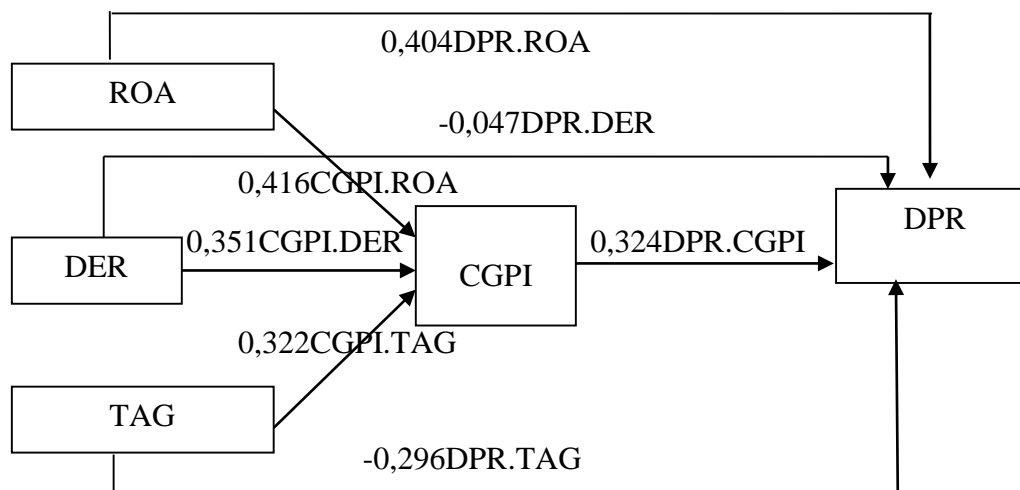 0,404DPR.ROA
ROA
-0,047DPR.DER
0,416CGPI.ROA
DPR
0,351CGPI.DER
0,324DPR.CGPI
DER
CGPI
0,322CGPI.TAG
TAG
-0,296DPR.TAG